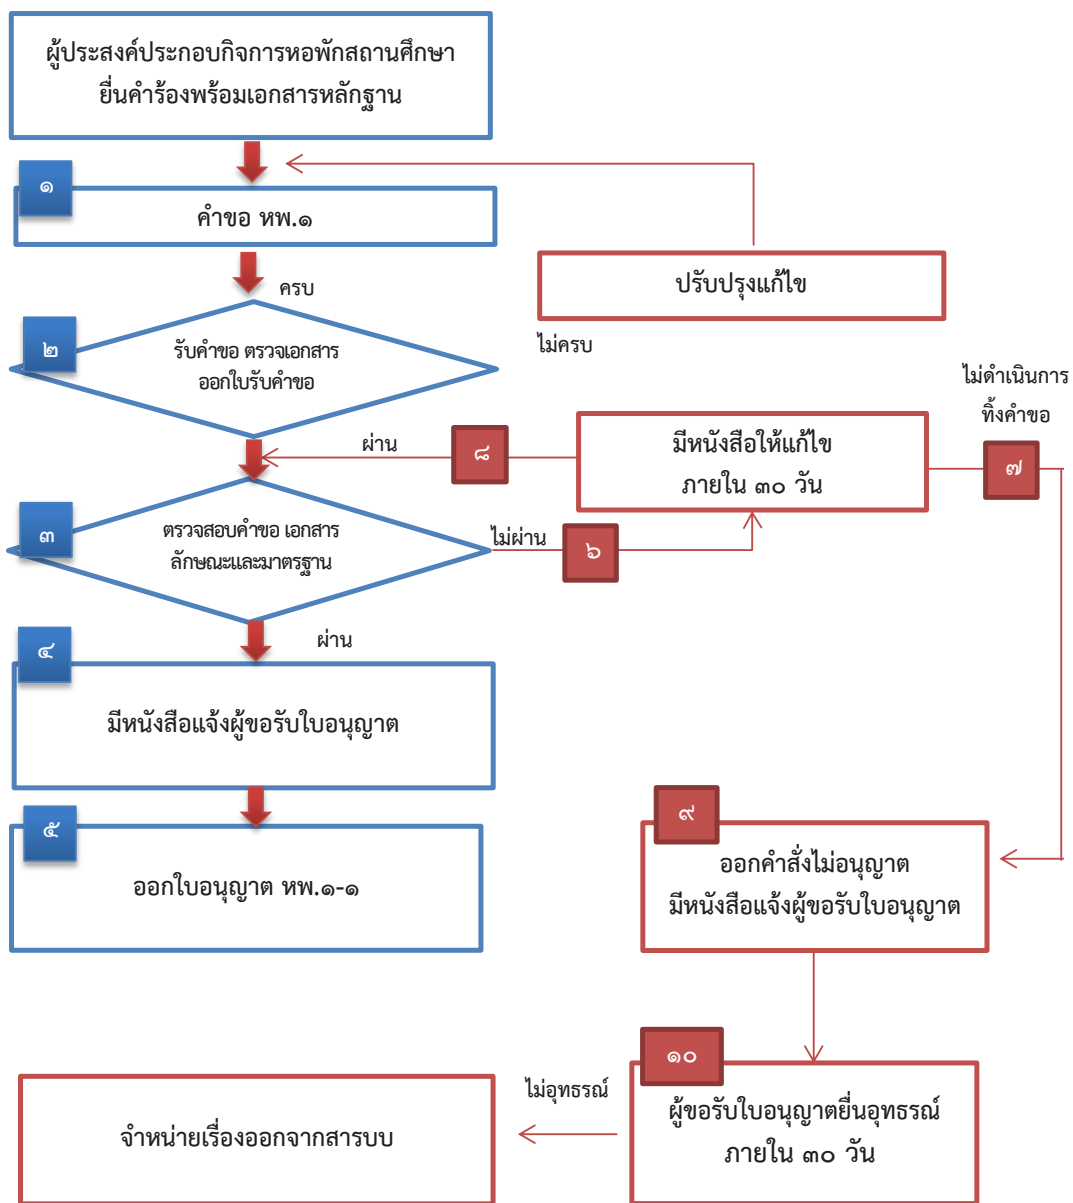 ผู้ประสงค์ประกอบกิจการหอพักสถานศึกษา
ยื่นคำร้องพร้อมเอกสารหลักฐาน
๑
คำขอ หพ.๑
ปรับปรุงแก้ไข
ครบ
ไม่ครบ
๒
รับคำขอ ตรวจเอกสาร
ออกใบรับคำขอ
ไม่ดำเนินการ
ทิ้งคำขอ
ผ่าน
๘
มีหนังสือให้แก้ไข
ภายใน ๓๐ วัน
๗
๓
ตรวจสอบคำขอ เอกสาร
ลักษณะและมาตรฐาน
ไม่ผ่าน
๖
ผ่าน
๔
มีหนังสือแจ้งผู้ขอรับใบอนุญาต
๕
ออกใบอนุญาต หพ.๑-๑
๙
ออกคำสั่งไม่อนุญาต
มีหนังสือแจ้งผู้ขอรับใบอนุญาต
๑๐
ผู้ขอรับใบอนุญาตยื่นอุทธรณ์
ภายใน ๓๐ วัน
ไม่อุทธรณ์
จำหน่ายเรื่องออกจากสารบบ